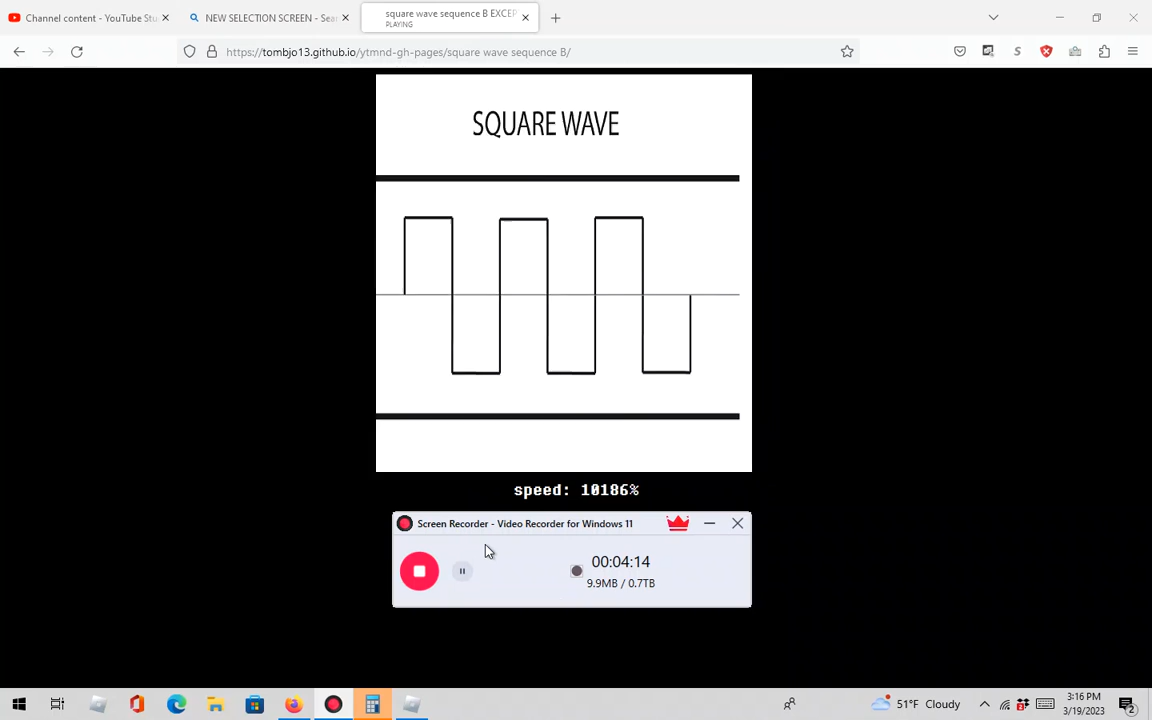 Channel content - YouTube Stu
NEW SELECTION SCREEN - Sea
square wave sequence B EXCEP
PLAYING
https://tombjo13.github.io/ytmnd-gh-pages/square wave sequence B/
SQUARE WAVE
speed: 10186%
Screen Recorder - Video Recorder for Windows 11
00:04:14
9.9MB / 0.7TB
51°F Cloudy
3:16 PM
3/19/2023
2